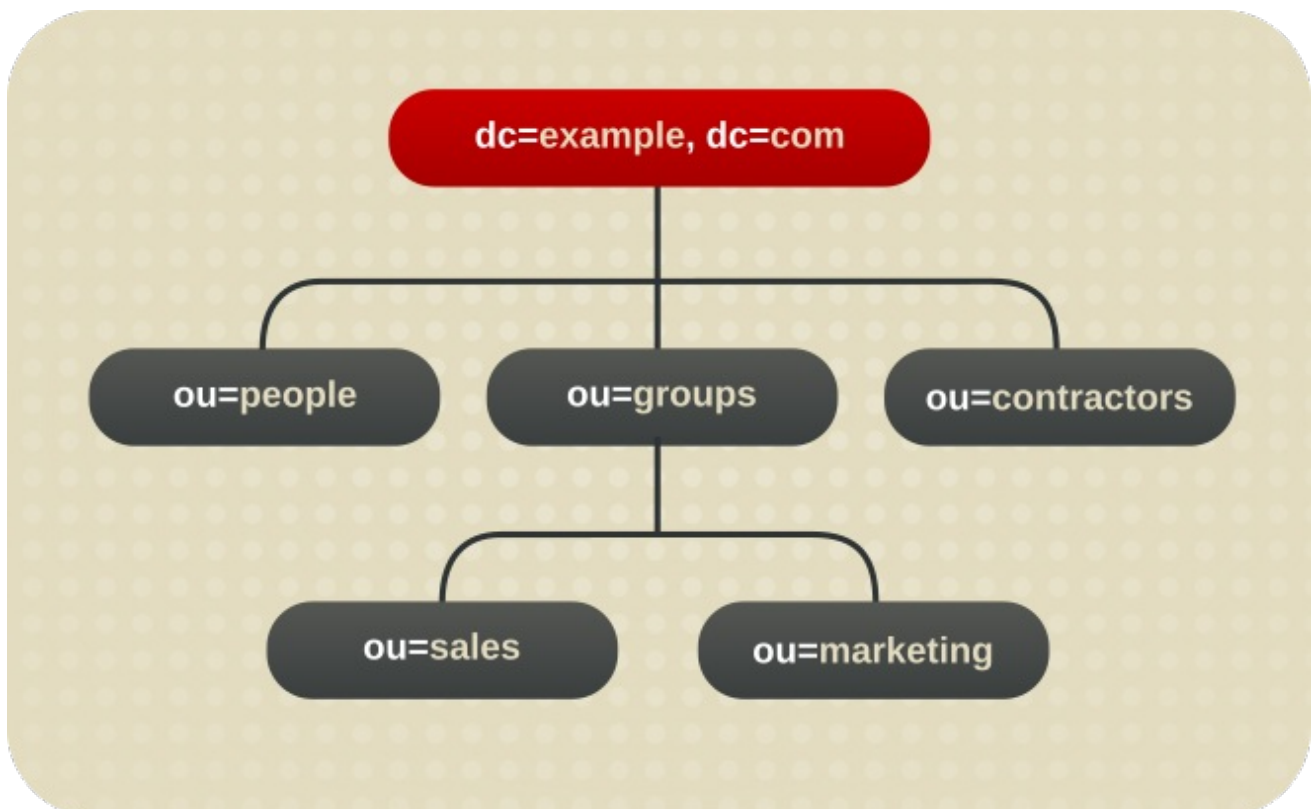 dc=example, dc=com
ou=people
ou=groups
ou=contractors
ou=sales
ou=marketing